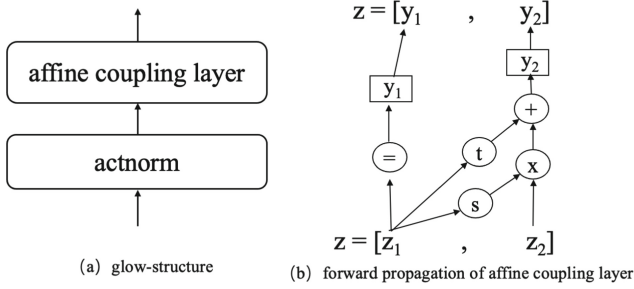 affine coupling layer
actnorm
(a) glow-structure
z = [y₁ , y₂]
y₁
y₂
+
=
t
x
s
z = [z₁ , z₂]
(b) forward propagation of affine coupling layer